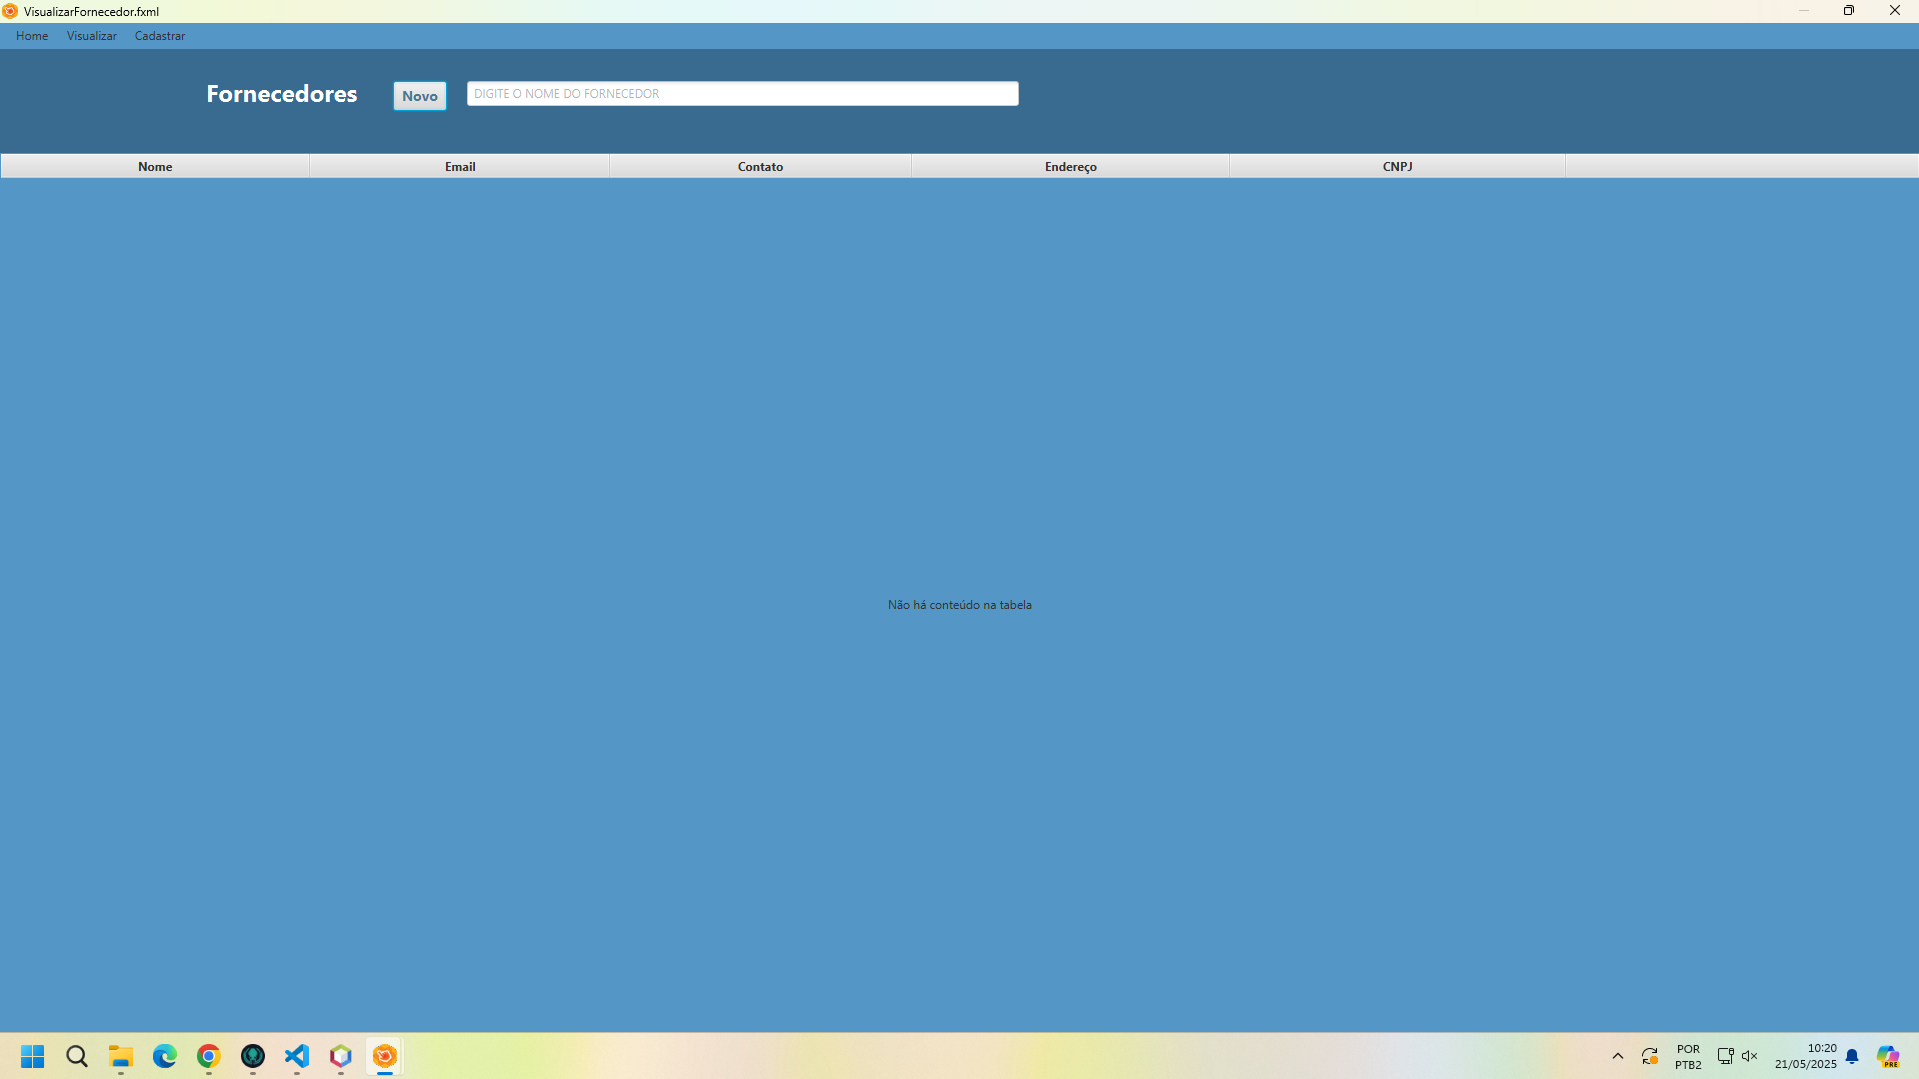 VisualizarFornecedor.fxml
Home Visualizar Cadastrar
Fornecedores Novo DIGITE O NOME DO FORNECEDOR
Nome Email Contato Endereço CNPJ
Não há conteúdo na tabela
POR 10:20
PTB2 21/05/2025
PRE